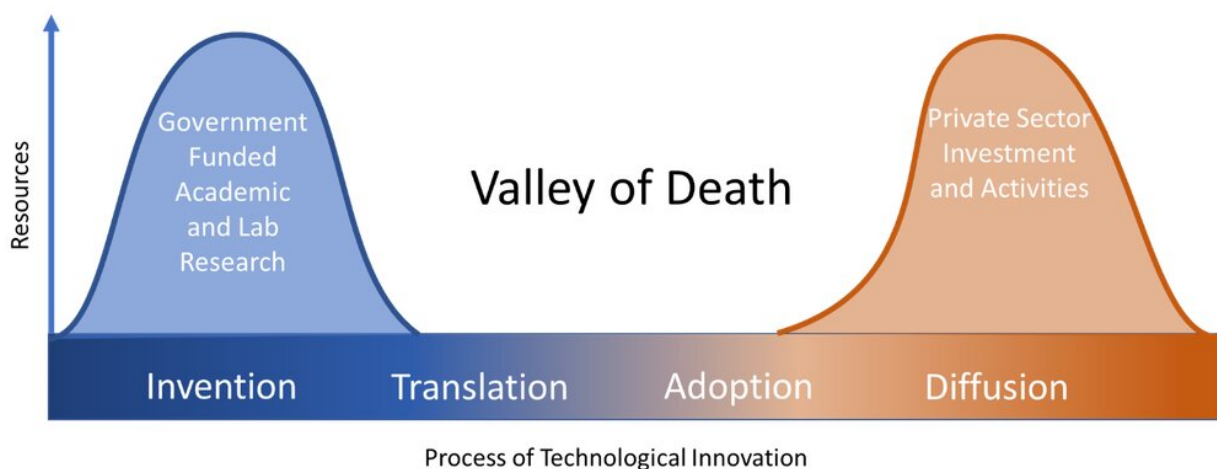 Resources
Government
Funded
Academic
and Lab
Research
Valley of Death
Private Sector
Investment
and Activities
Invention
Translation
Adoption
Diffusion
Process of Technological Innovation